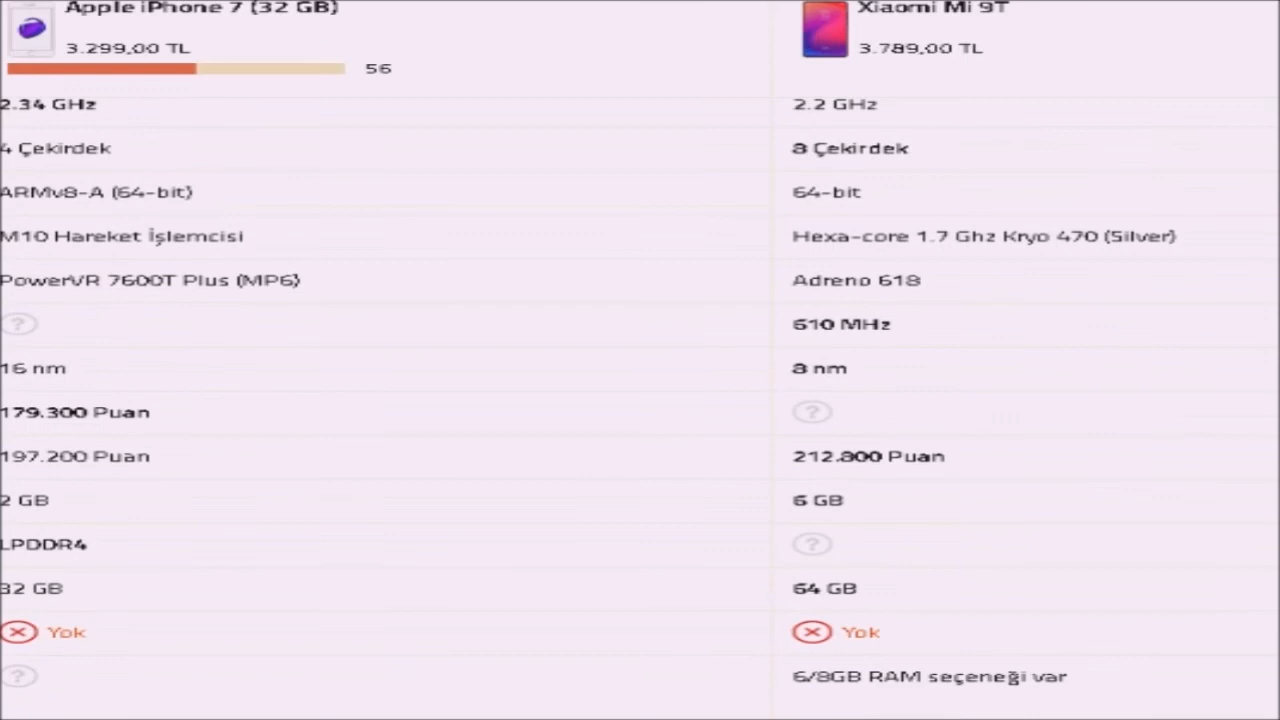 Apple iPhone 7 (32 GB) Xiaomi Mi 9T
3.299,00 TL 3.789,00 TL
56
2.34 GHz 2.2 GHz
4 Çekirdek 8 Çekirdek
ARMv8-A (64-bit) 64-bit
M10 Hareket İşlemcisi Hexa-core 1.7 Ghz Kryo 470 (Silver)
PowerVR 7600T Plus (MP6) Adreno 618
? 610 MHz
16 nm 8 nm
179.300 Puan ?
197.200 Puan 212.800 Puan
2 GB 6 GB
LPDDR4 ?
32 GB 64 GB
Yok Yok
? 6/8GB RAM seçeneği var